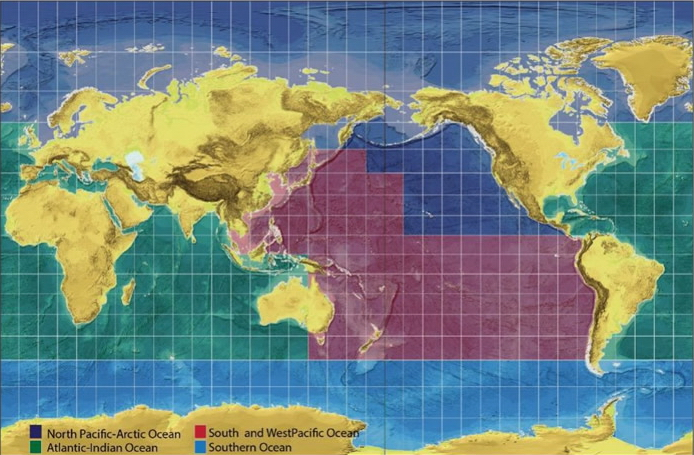 North Pacific-Arctic Ocean
South and WestPacific Ocean
Atlantic-Indian Ocean
Southern Ocean